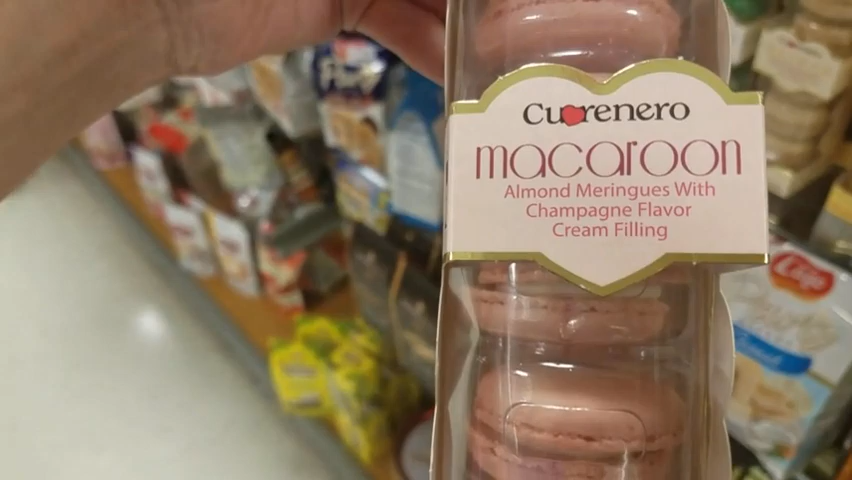 Cuorenero
macaroon
Almond Meringues With
Champagne Flavor
Cream Filling